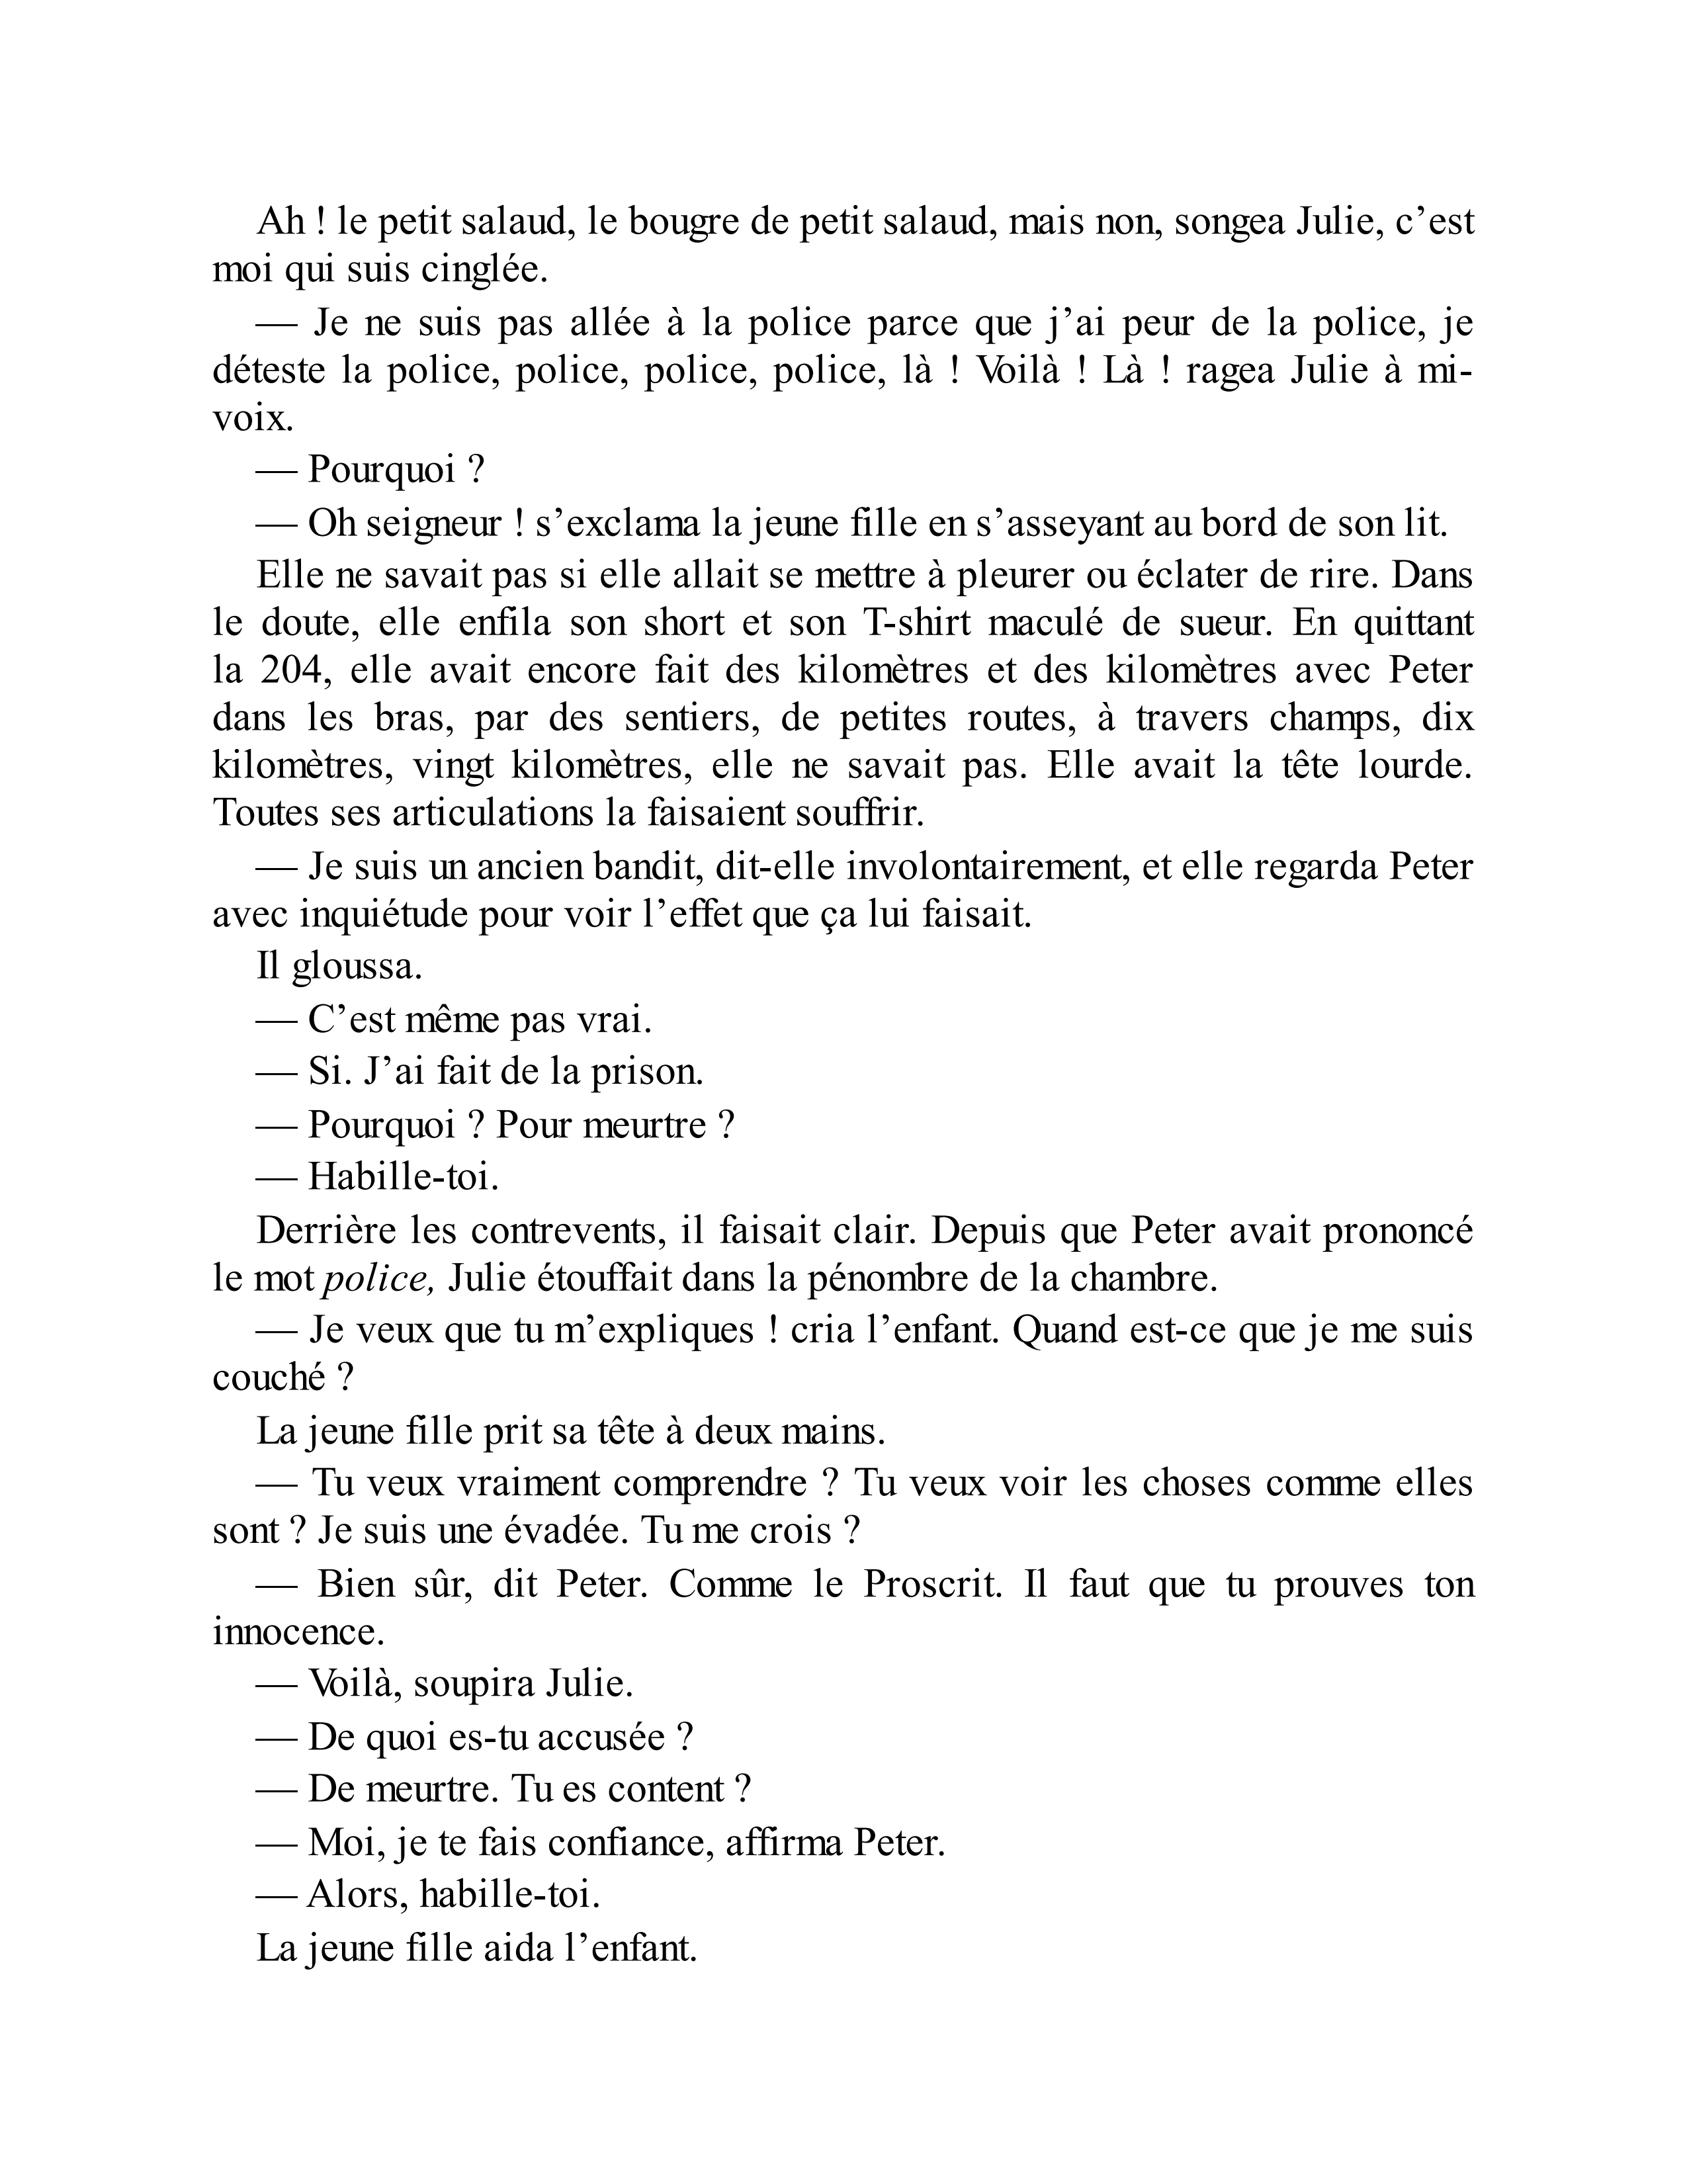 Ah ! le petit salaud, le bougre de petit salaud, mais non, songea Julie, c’est
moi qui suis cinglée.
— Je ne suis pas allée à la police parce que j’ai peur de la police, je
déteste la police, police, police, police, là ! Voilà ! Là ! ragea Julie à mi-
voix.
— Pourquoi ?
— Oh seigneur ! s’exclama la jeune fille en s’asseyant au bord de son lit.
Elle ne savait pas si elle allait se mettre à pleurer ou éclater de rire. Dans
le doute, elle enfila son short et son T-shirt maculé de sueur. En quittant
la 204, elle avait encore fait des kilomètres et des kilomètres avec Peter
dans les bras, par des sentiers, de petites routes, à travers champs, dix
kilomètres, vingt kilomètres, elle ne savait pas. Elle avait la tête lourde.
Toutes ses articulations la faisaient souffrir.
— Je suis un ancien bandit, dit-elle involontairement, et elle regarda Peter
avec inquiétude pour voir l’effet que ça lui faisait.
Il gloussa.
— C’est même pas vrai.
— Si. J’ai fait de la prison.
— Pourquoi ? Pour meurtre ?
— Habille-toi.
Derrière les contrevents, il faisait clair. Depuis que Peter avait prononcé
le mot police, Julie étouffait dans la pénombre de la chambre.
— Je veux que tu m’expliques ! cria l’enfant. Quand est-ce que je me suis
couché ?
La jeune fille prit sa tête à deux mains.
— Tu veux vraiment comprendre ? Tu veux voir les choses comme elles
sont ? Je suis une évadée. Tu me crois ?
— Bien sûr, dit Peter. Comme le Proscrit. Il faut que tu prouves ton
innocence.
— Voilà, soupira Julie.
— De quoi es-tu accusée ?
— De meurtre. Tu es content ?
— Moi, je te fais confiance, affirma Peter.
— Alors, habille-toi.
La jeune fille aida l’enfant.